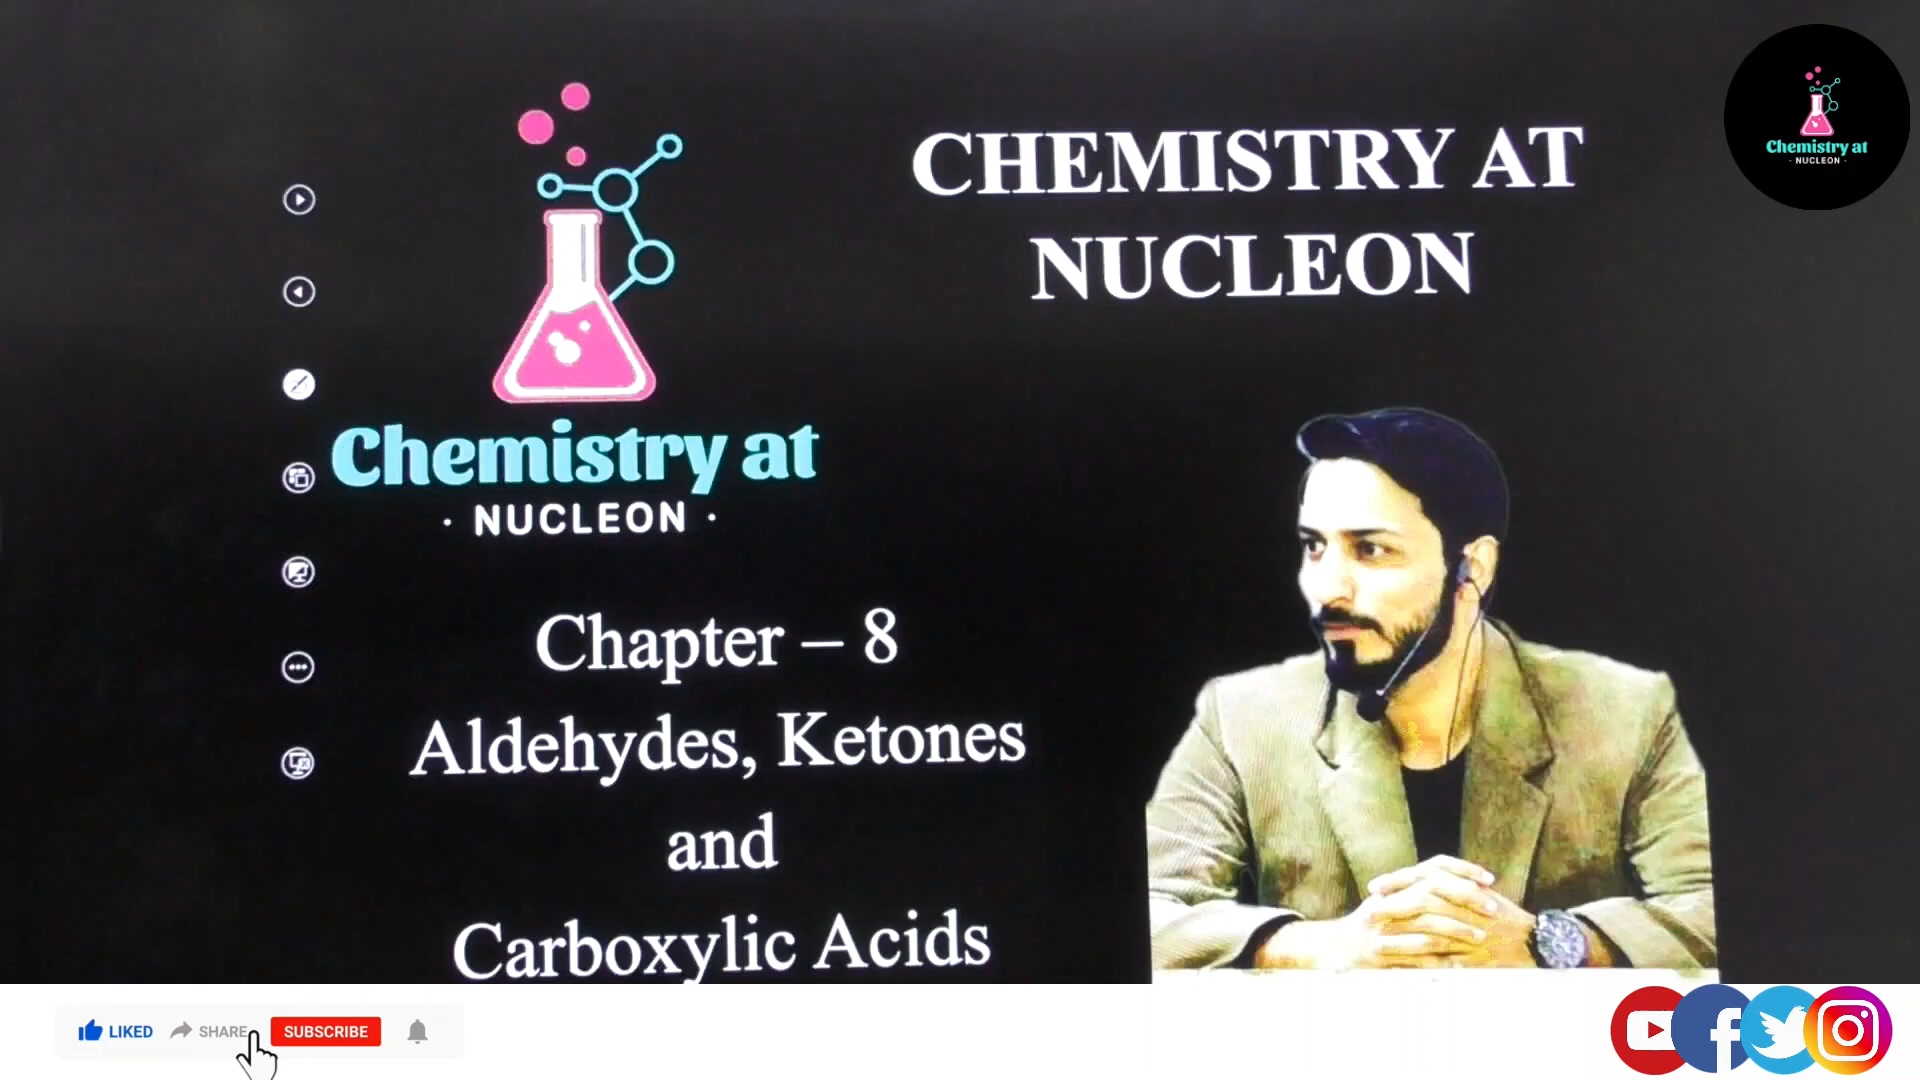 CHEMISTRY AT
NUCLEON
Chemistry at
· NUCLEON ·
Chemistry at
· NUCLEON ·
Chapter – 8
Aldehydes, Ketones
and
Carboxylic Acids
LIKED
SHARE
SUBSCRIBE